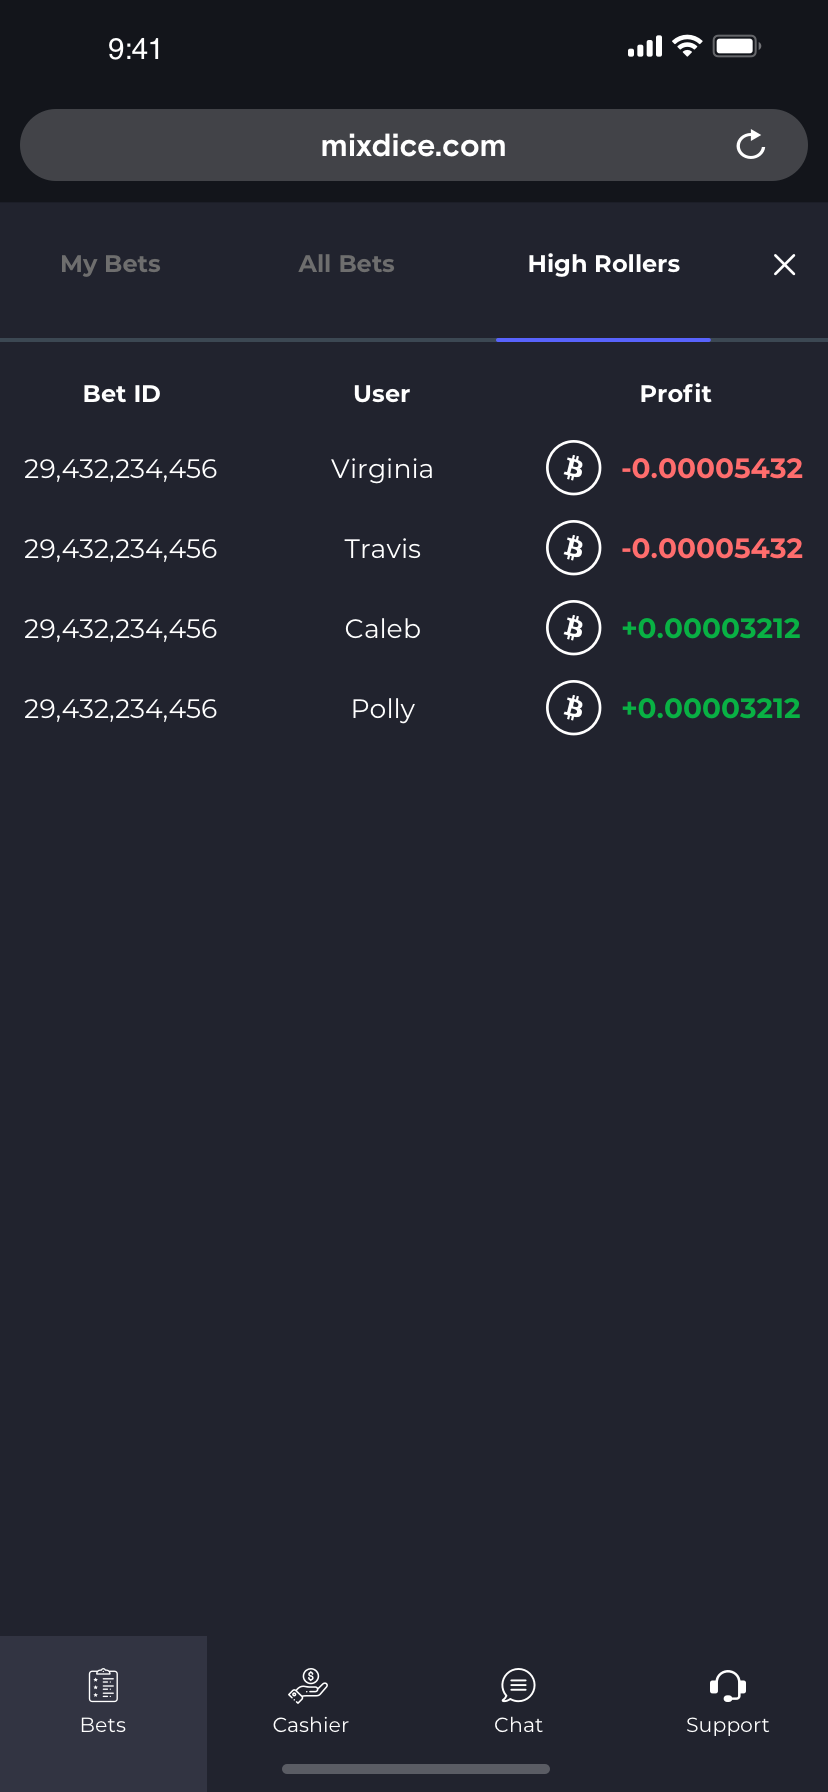 9:41
mixdice.com
My Bets All Bets High Rollers
Bet ID User Profit
29,432,234,456 Virginia -0.00005432
29,432,234,456 Travis -0.00005432
29,432,234,456 Caleb +0.00003212
29,432,234,456 Polly +0.00003212
Bets Cashier Chat Support